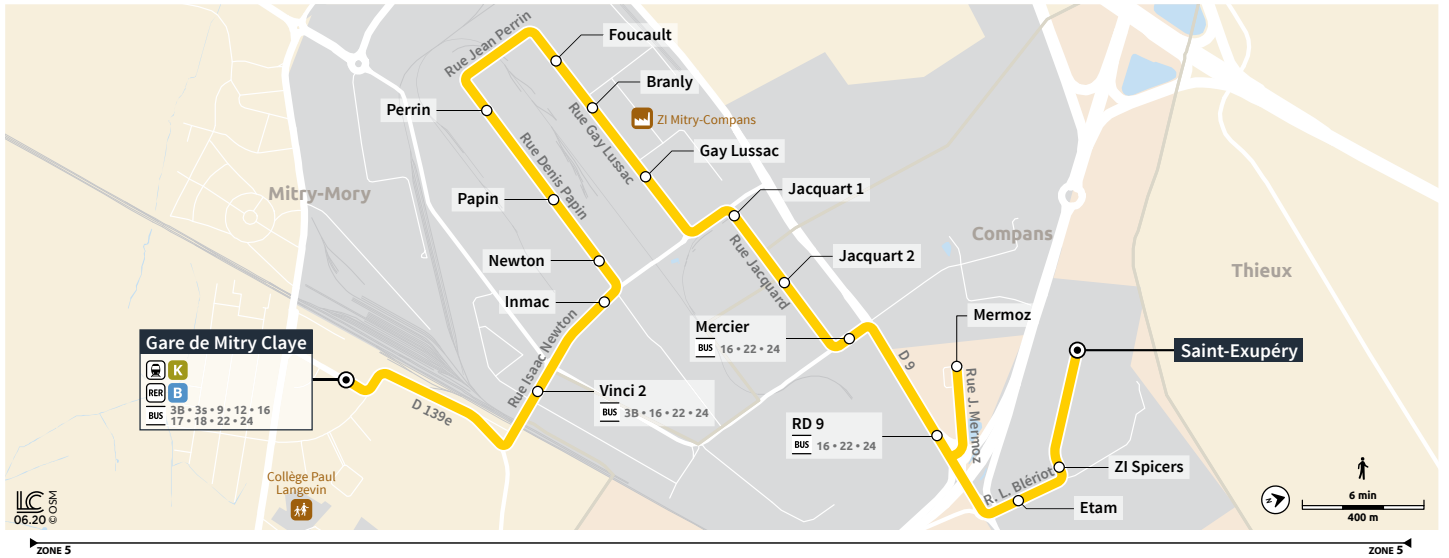 Rue Jean Perrin
Foucault
Branly
Perrin
ZI Mitry-Compans
Rue Gay Lussac
Rue Denis Papin
Gay Lussac
Mitry-Mory
Papin
Jacquart 1
Compans
Rue Jacquard
Jacquart 2
Newton
Thieux
Inmac
Mermoz
Mercier
BUS 16 • 22 • 24
Gare de Mitry Claye
K
RER B
BUS 3B • 3s • 9 • 12 • 16
17 • 18 • 22 • 24
Saint-Exupéry
D 9
Rue Isaac Newton
Vinci 2
BUS 3B • 16 • 22 • 24
Rue J. Mermoz
D 139e
RD 9
BUS 16 • 22 • 24
ZI Spicers
R. L. Blériot
Etam
Collège Paul
Langevin
LC
06.20 © OSM
6 min
400 m
ZONE 5
ZONE 5